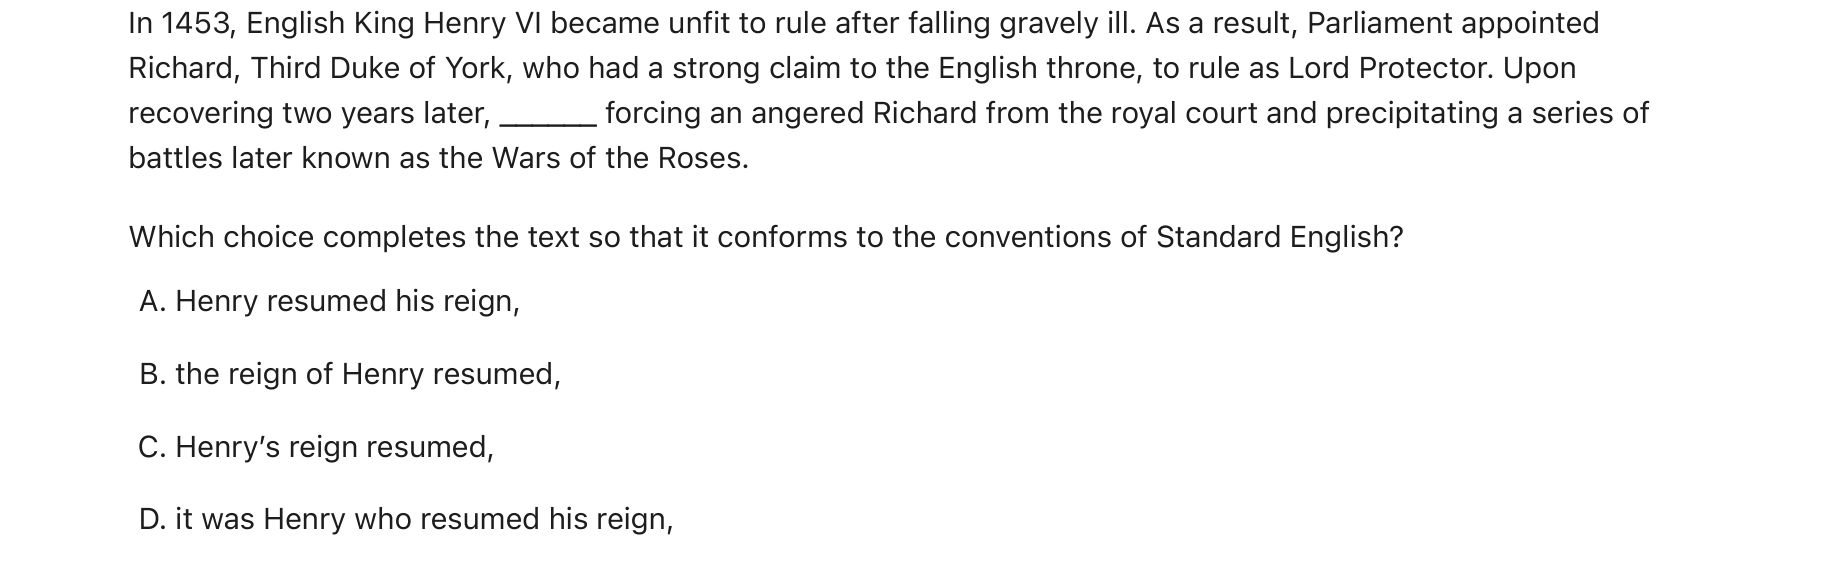 In 1453, English King Henry VI became unfit to rule after falling gravely ill. As a result, Parliament appointed
Richard, Third Duke of York, who had a strong claim to the English throne, to rule as Lord Protector. Upon
recovering two years later, ______ forcing an angered Richard from the royal court and precipitating a series of
battles later known as the Wars of the Roses.
Which choice completes the text so that it conforms to the conventions of Standard English?
A. Henry resumed his reign,
B. the reign of Henry resumed,
C. Henry’s reign resumed,
D. it was Henry who resumed his reign,